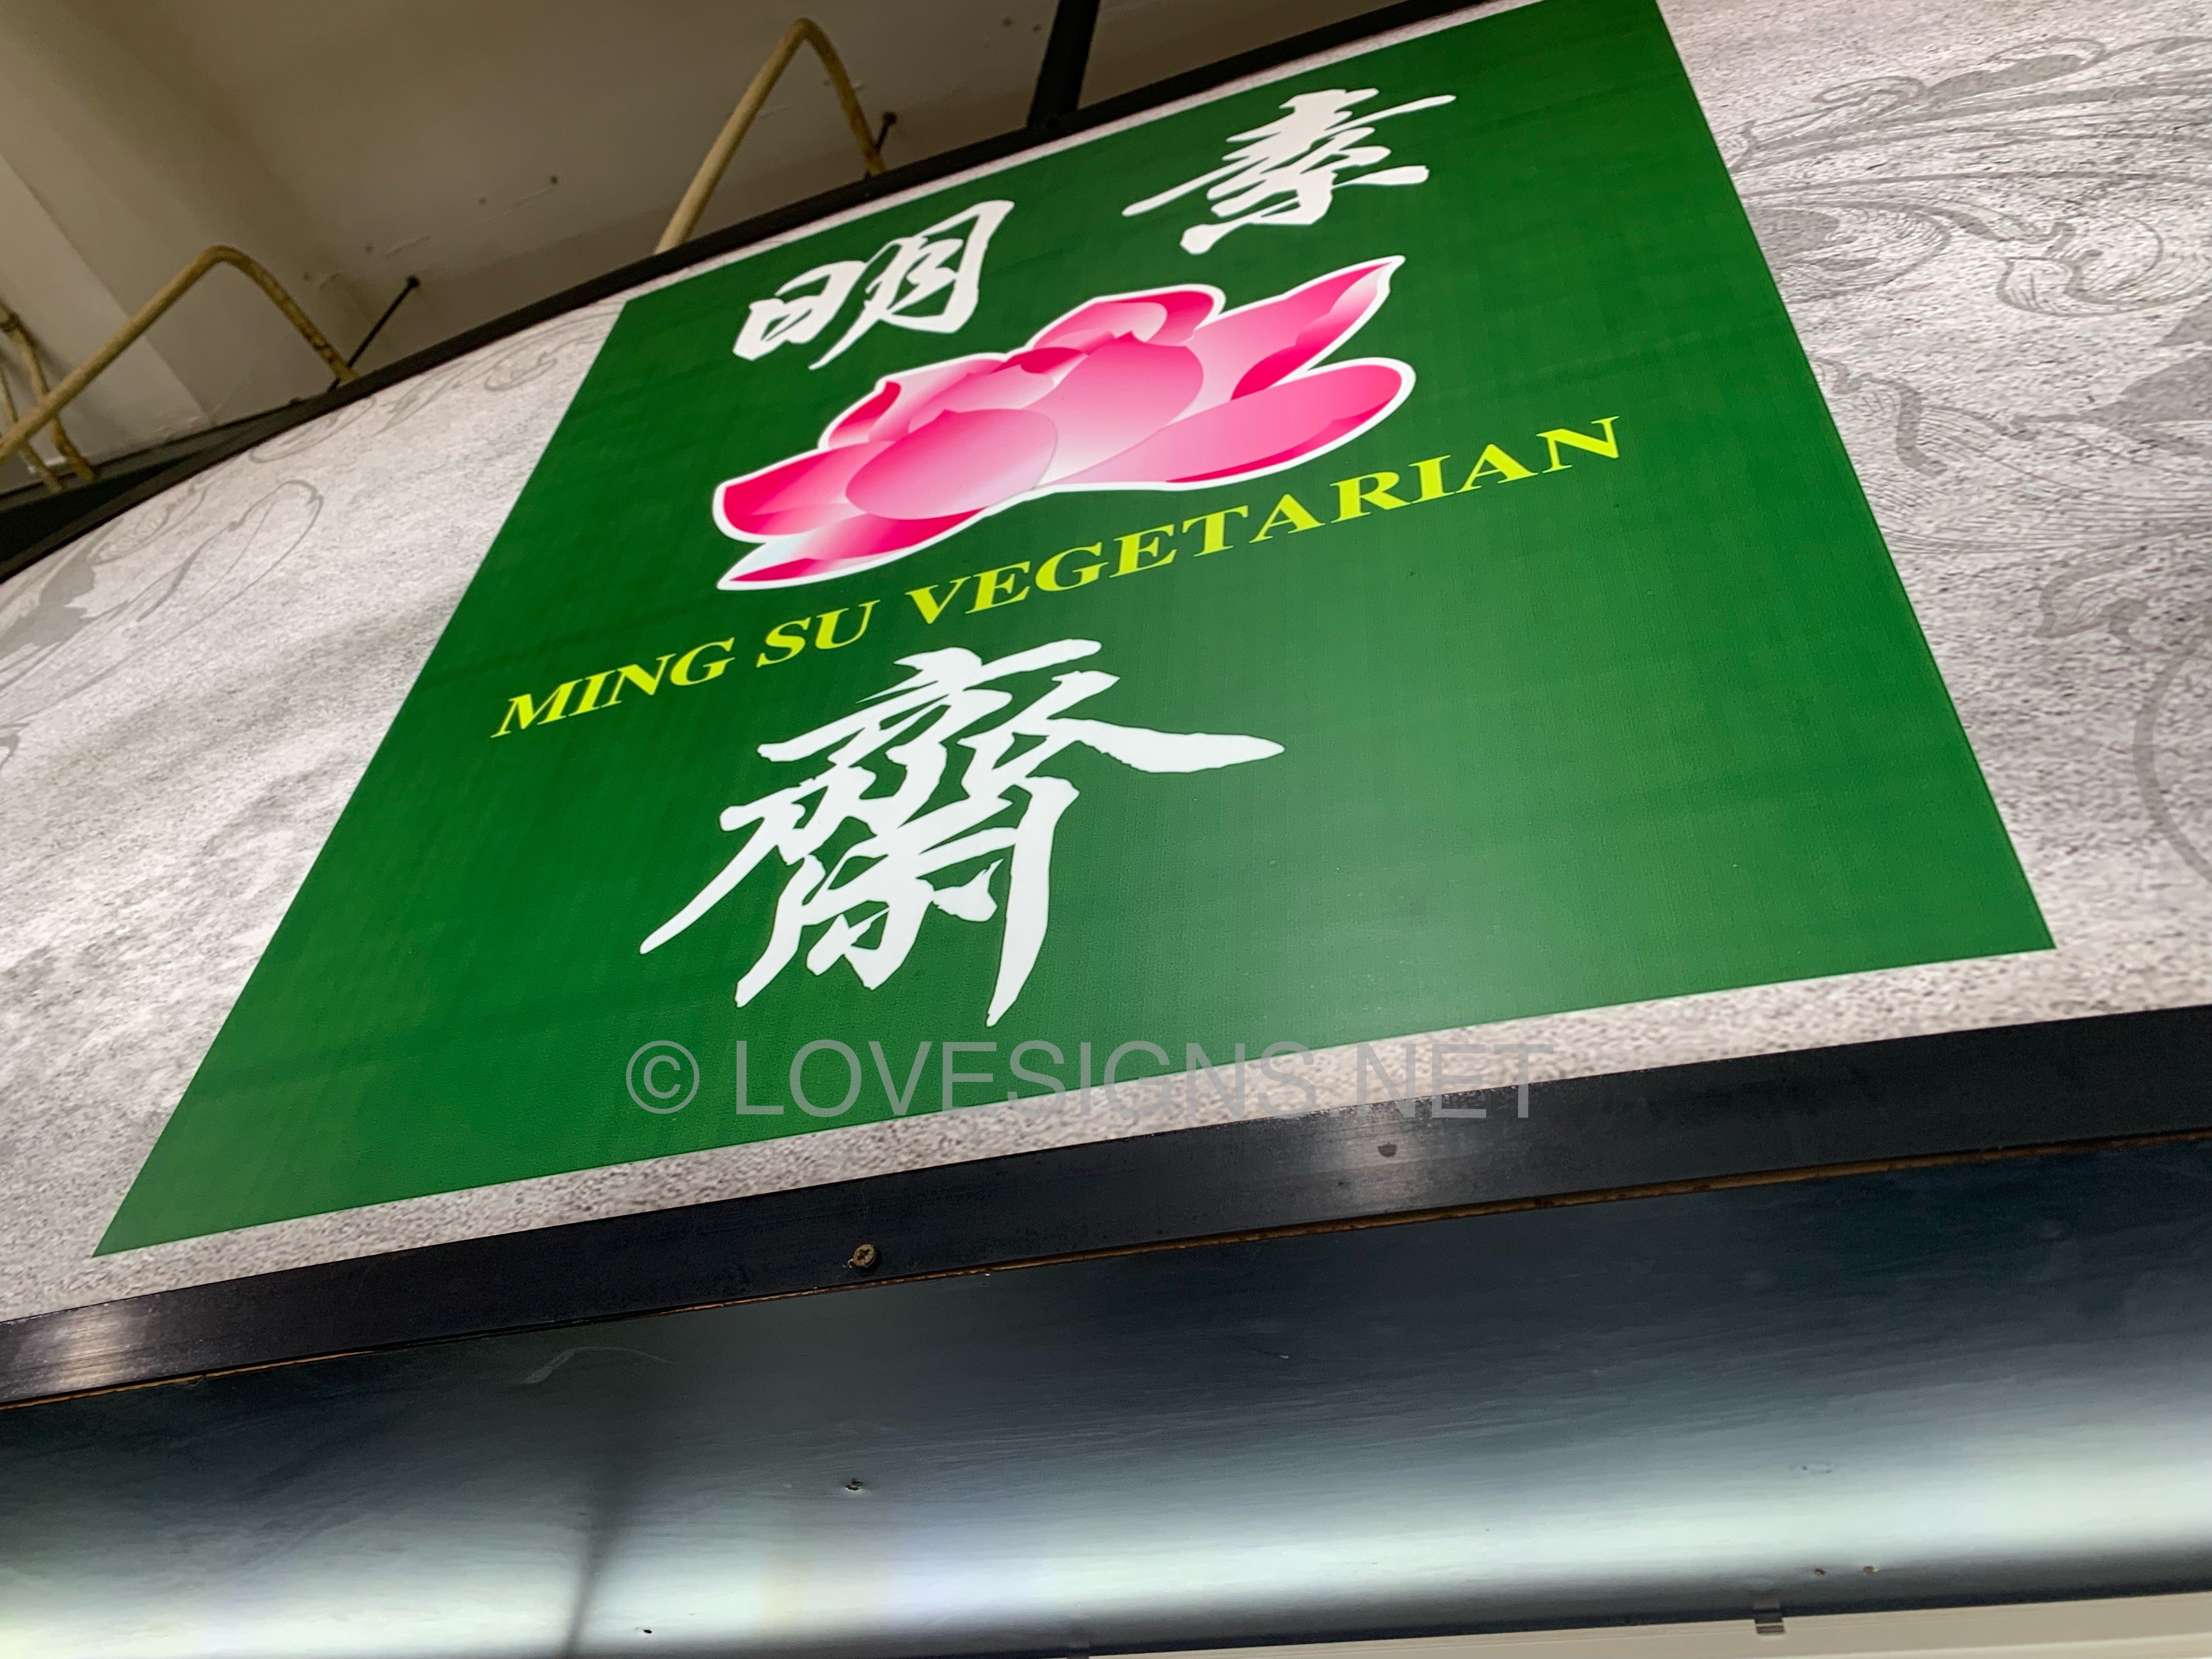 明 素
MING SU VEGETARIAN
齋
© LOVESIGNS.NET